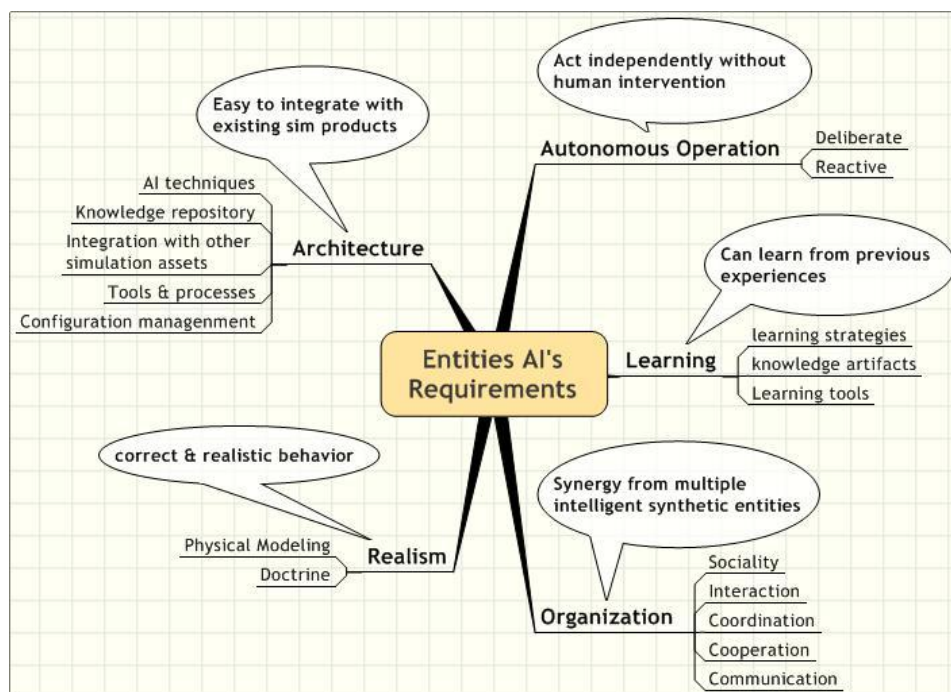 Act independently without
human intervention
Easy to integrate with
existing sim products
Autonomous Operation
Deliberate
Reactive
AI techniques
Knowledge repository
Integration with other
simulation assets
Tools & processes
Configuration managenment
Architecture
Can learn from previous
experiences
Entities AI's
Requirements
Learning
learning strategies
knowledge artifacts
Learning tools
correct & realistic behavior
Physical Modeling
Doctrine
Realism
Synergy from multiple
intelligent synthetic entities
Organization
Sociality
Interaction
Coordination
Cooperation
Communication